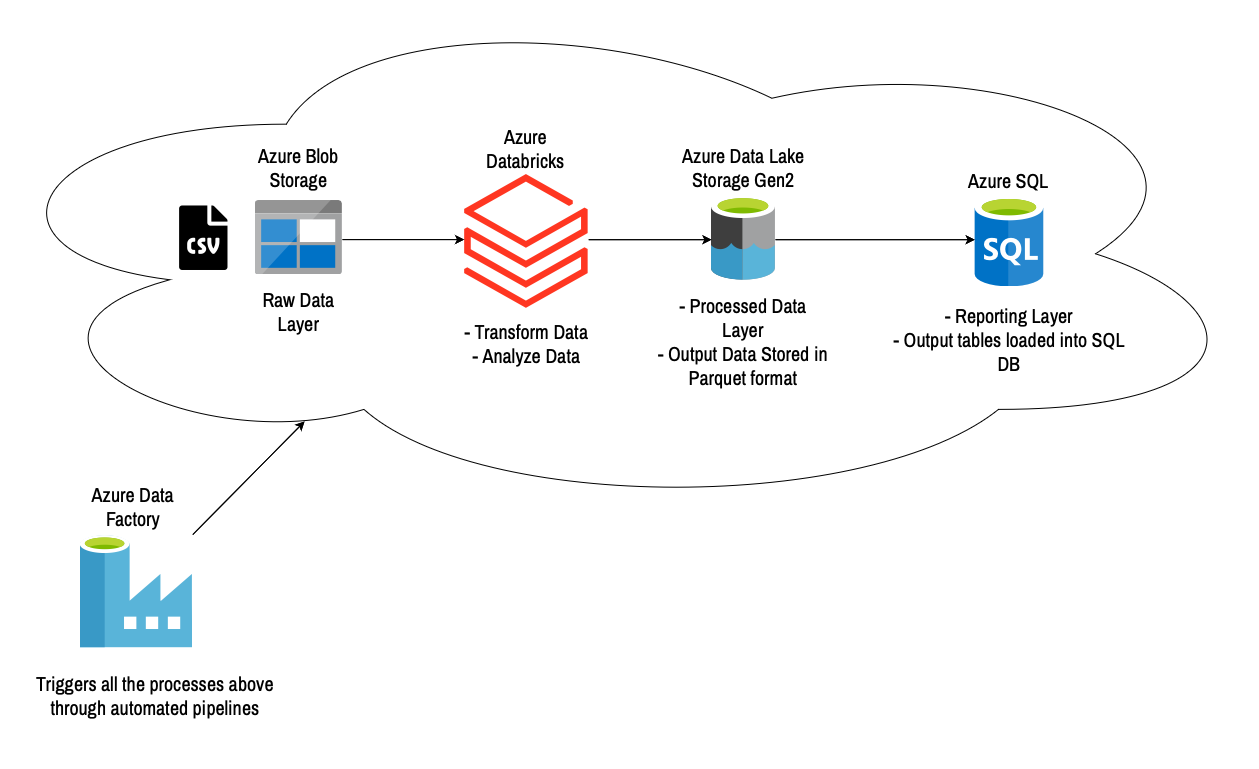 Azure Blob
Storage
CSV
Raw Data
Layer
Azure
Databricks
- Transform Data
- Analyze Data
Azure Data Lake
Storage Gen2
- Processed Data
Layer
- Output Data Stored in
Parquet format
Azure SQL
SQL
- Reporting Layer
- Output tables loaded into SQL
DB
Azure Data
Factory
Triggers all the processes above
through automated pipelines